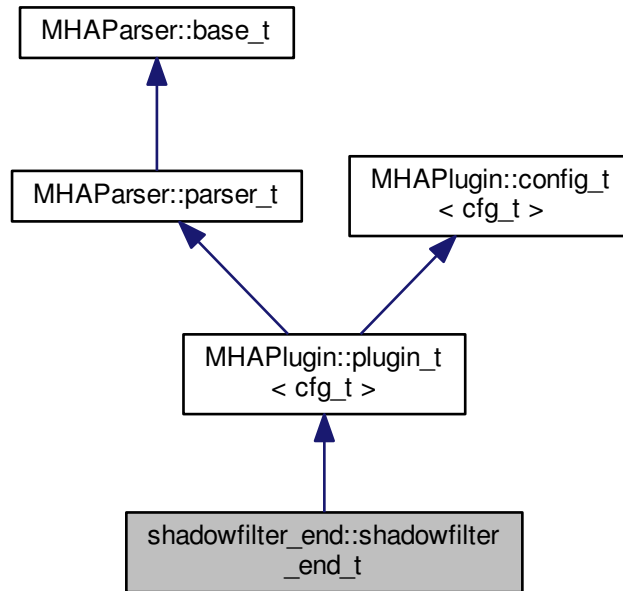 MHAParser::base_t
MHAParser::parser_t
MHAPlugin::config_t
< cfg_t >
MHAPlugin::plugin_t
< cfg_t >
shadowfilter_end::shadowfilter
_end_t